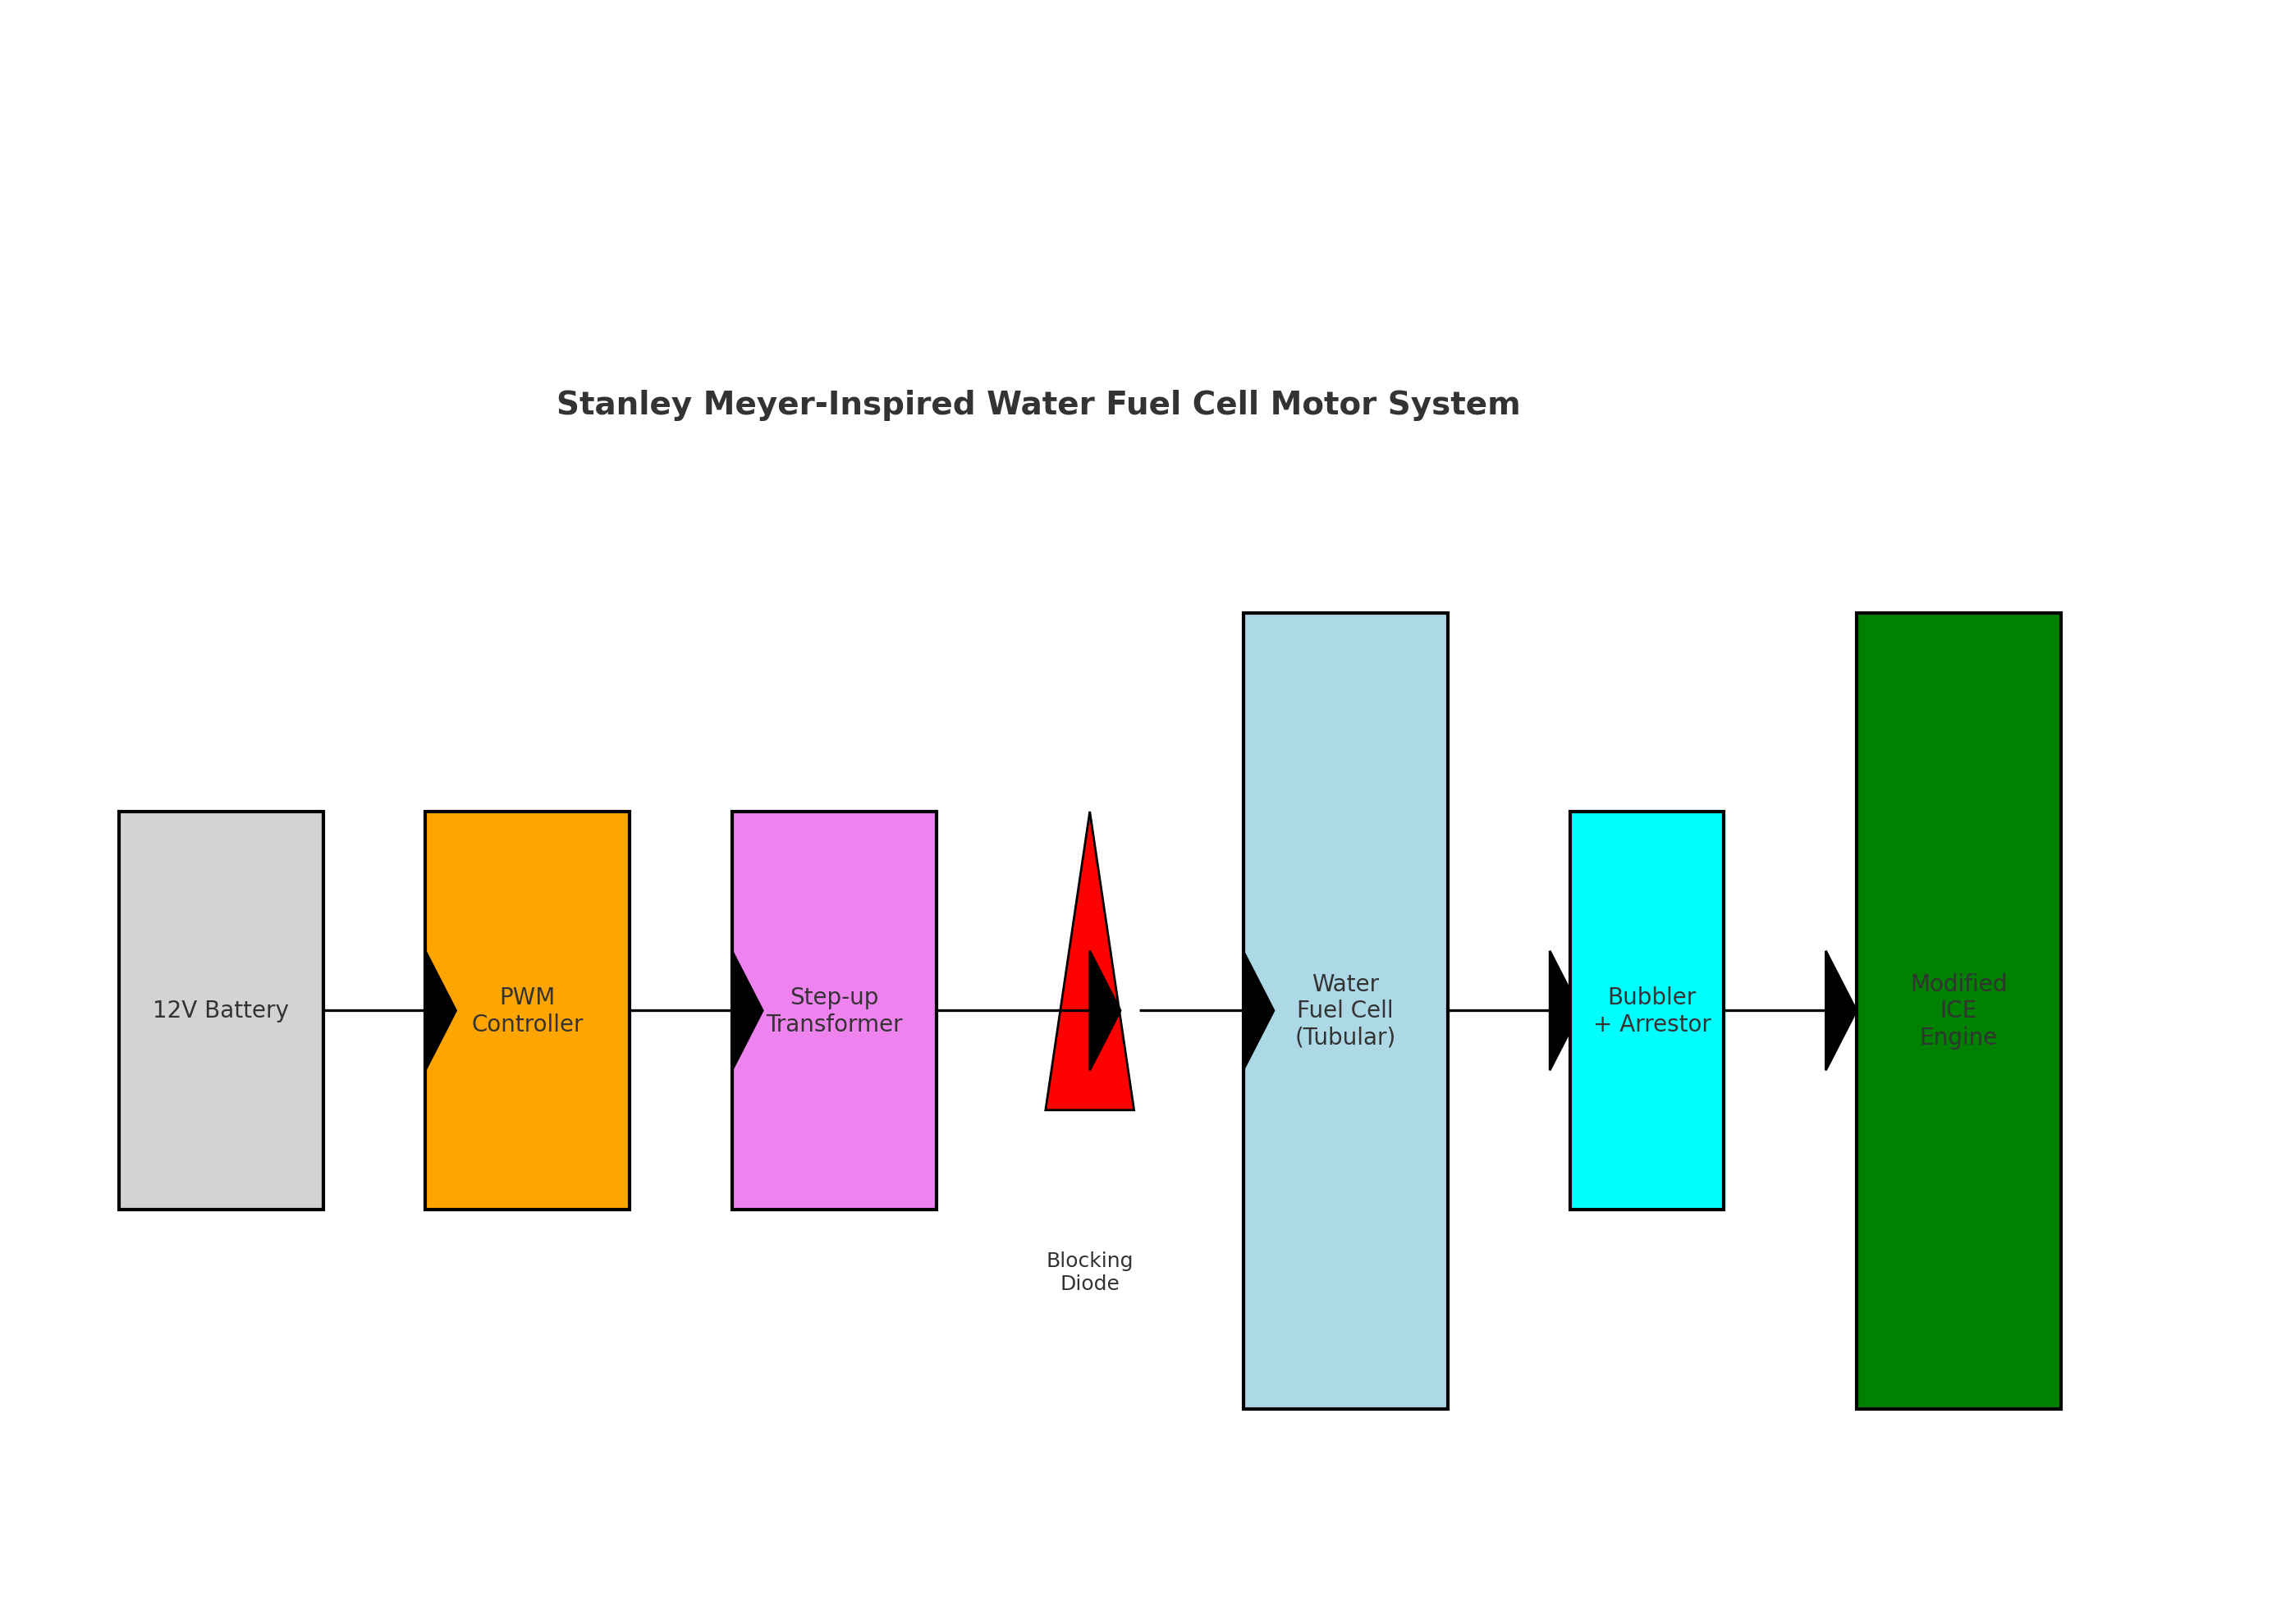 Stanley Meyer-Inspired Water Fuel Cell Motor System
12V Battery
PWM
Controller
Step-up
Transformer
Blocking
Diode
Water
Fuel Cell
(Tubular)
Bubbler
+ Arrestor
Modified
ICE
Engine